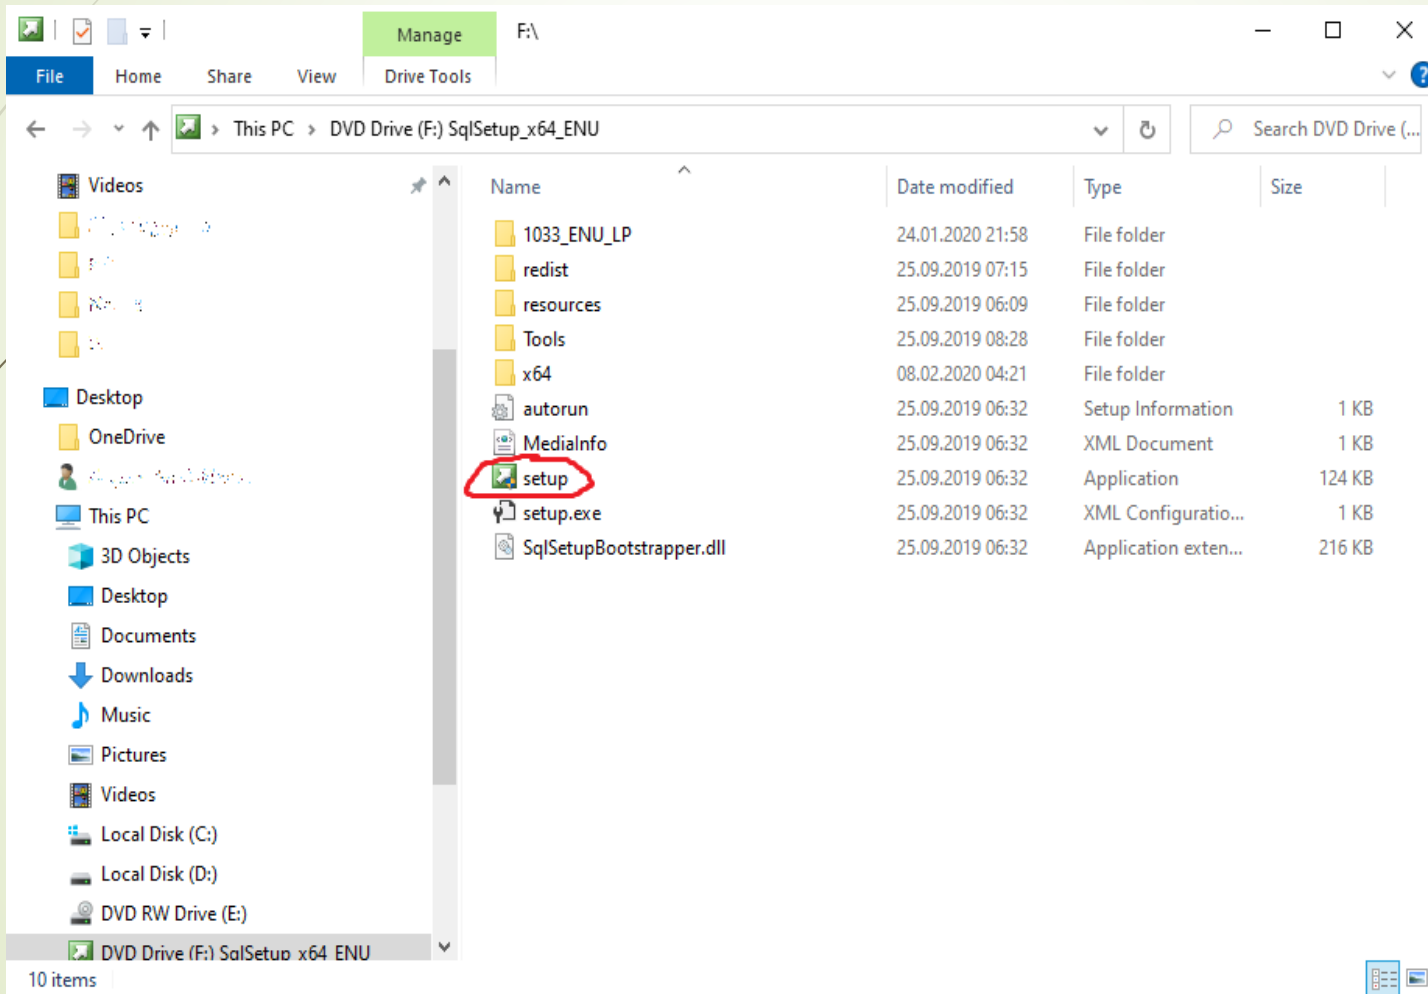 Manage
F:\
File Home Share View Drive Tools
This PC > DVD Drive (F:) SqlSetup_x64_ENU
Search DVD Drive (...
Videos
Desktop
OneDrive
This PC
3D Objects
Desktop
Documents
Downloads
Music
Pictures
Videos
Local Disk (C:)
Local Disk (D:)
DVD RW Drive (E:)
DVD Drive (F:) SqlSetup_x64_ENU
Name Date modified Type Size
1033_ENU_LP 24.01.2020 21:58 File folder
redist 25.09.2019 07:15 File folder
resources 25.09.2019 06:09 File folder
Tools 25.09.2019 08:28 File folder
x64 08.02.2020 04:21 File folder
autorun 25.09.2019 06:32 Setup Information 1 KB
MediaInfo 25.09.2019 06:32 XML Document 1 KB
setup 25.09.2019 06:32 Application 124 KB
setup.exe 25.09.2019 06:32 XML Configuratio... 1 KB
SqlSetupBootstrapper.dll 25.09.2019 06:32 Application exten... 216 KB
10 items